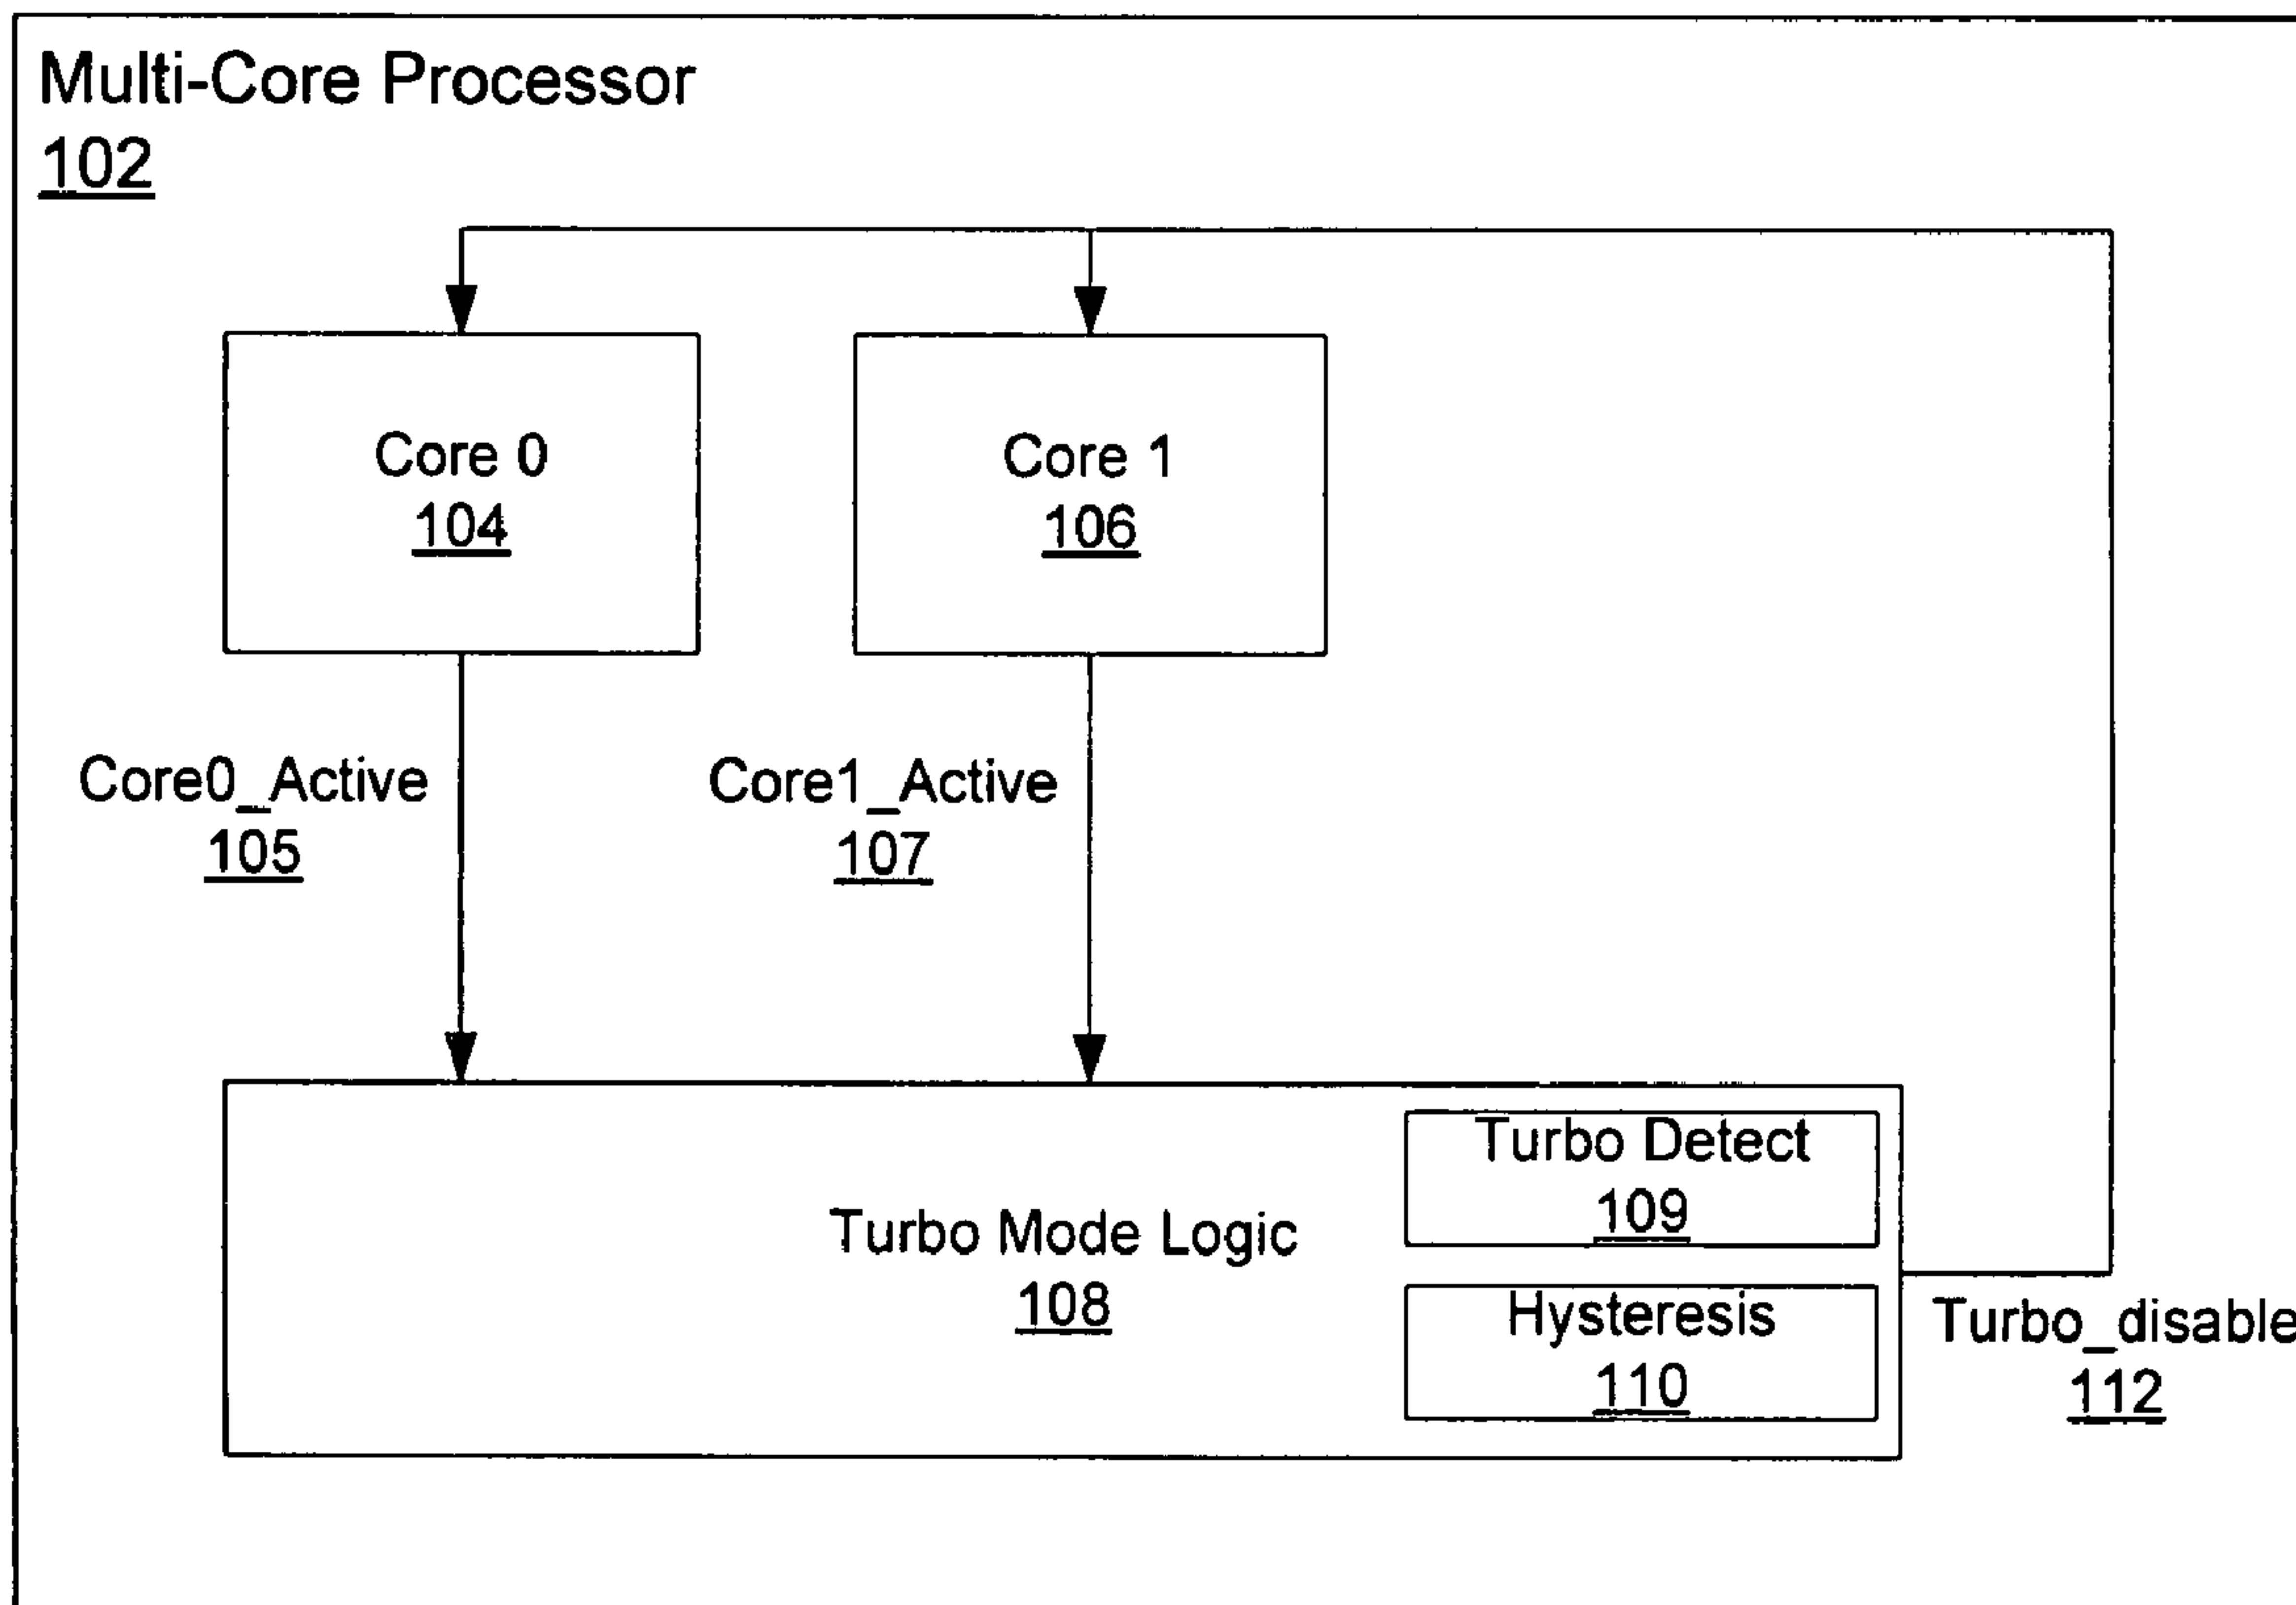 Multi-Core Processor
102
Core 0
104
Core 1
106
Core0_Active
105
Core1_Active
107
Turbo Mode Logic
108
Turbo Detect
109
Hysteresis
110
Turbo_disable
112